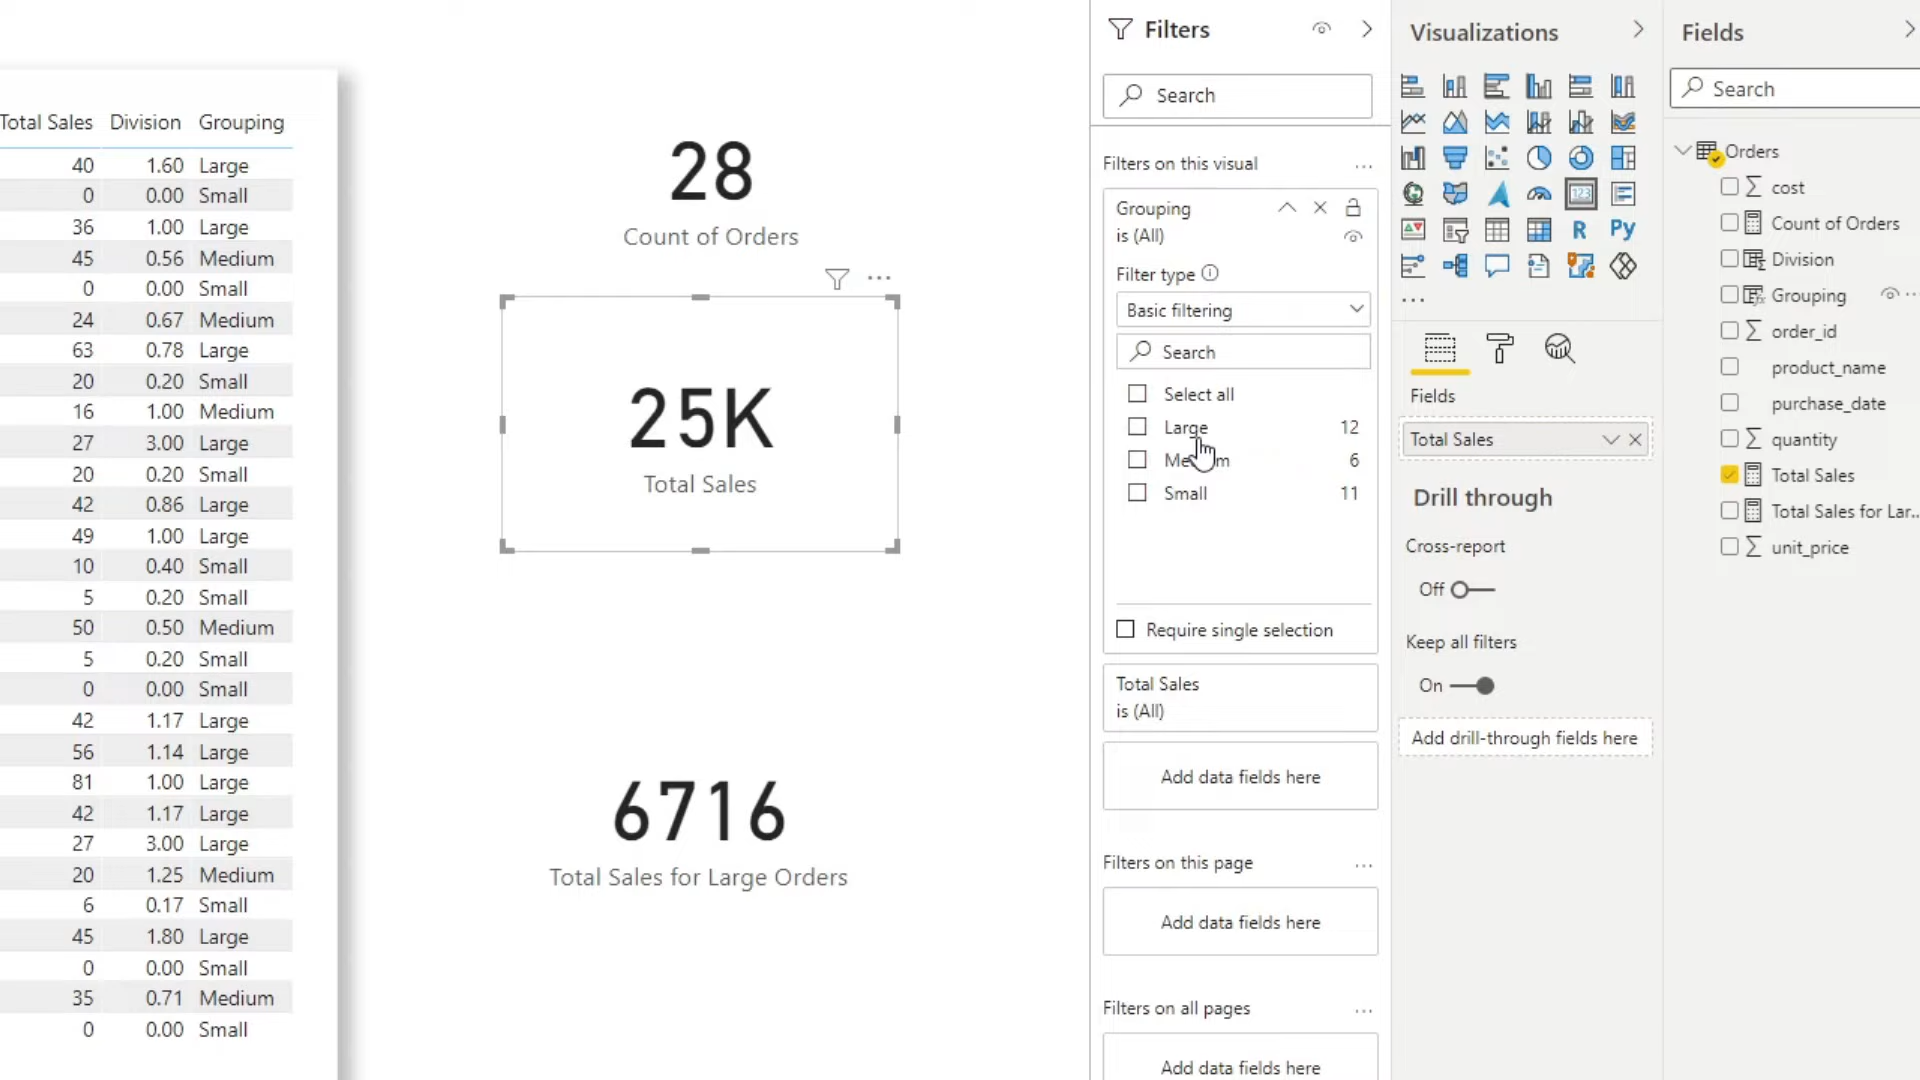 Total Sales Division Grouping
40 1.60 Large
0 0.00 Small
36 1.00 Large
45 0.56 Medium
0 0.00 Small
24 0.67 Medium
63 0.78 Large
20 0.20 Small
16 1.00 Medium
27 3.00 Large
20 0.20 Small
42 0.86 Large
49 1.00 Large
10 0.40 Small
5 0.20 Small
50 0.50 Medium
5 0.20 Small
0 0.00 Small
42 1.17 Large
56 1.14 Large
81 1.00 Large
42 1.17 Large
27 3.00 Large
20 1.25 Medium
6 0.17 Small
45 1.80 Large
0 0.00 Small
35 0.71 Medium
0 0.00 Small
28
Count of Orders
25K
Total Sales
6716
Total Sales for Large Orders
Filters
Search
Filters on this visual ...
Grouping
is (All)
Filter type
Basic filtering
Search
Select all
Large 12
Medium 6
Small 11
Require single selection
Total Sales
is (All)
Add data fields here
Filters on this page ...
Add data fields here
Filters on all pages ...
Add data fields here
Visualizations
123
R Py
...
Fields
Total Sales
Drill through
Cross-report
Off
Keep all filters
On
Add drill-through fields here
Fields
Search
Orders
cost
Count of Orders
Division
Grouping
order_id
product_name
purchase_date
quantity
Total Sales
Total Sales for Lar...
unit_price